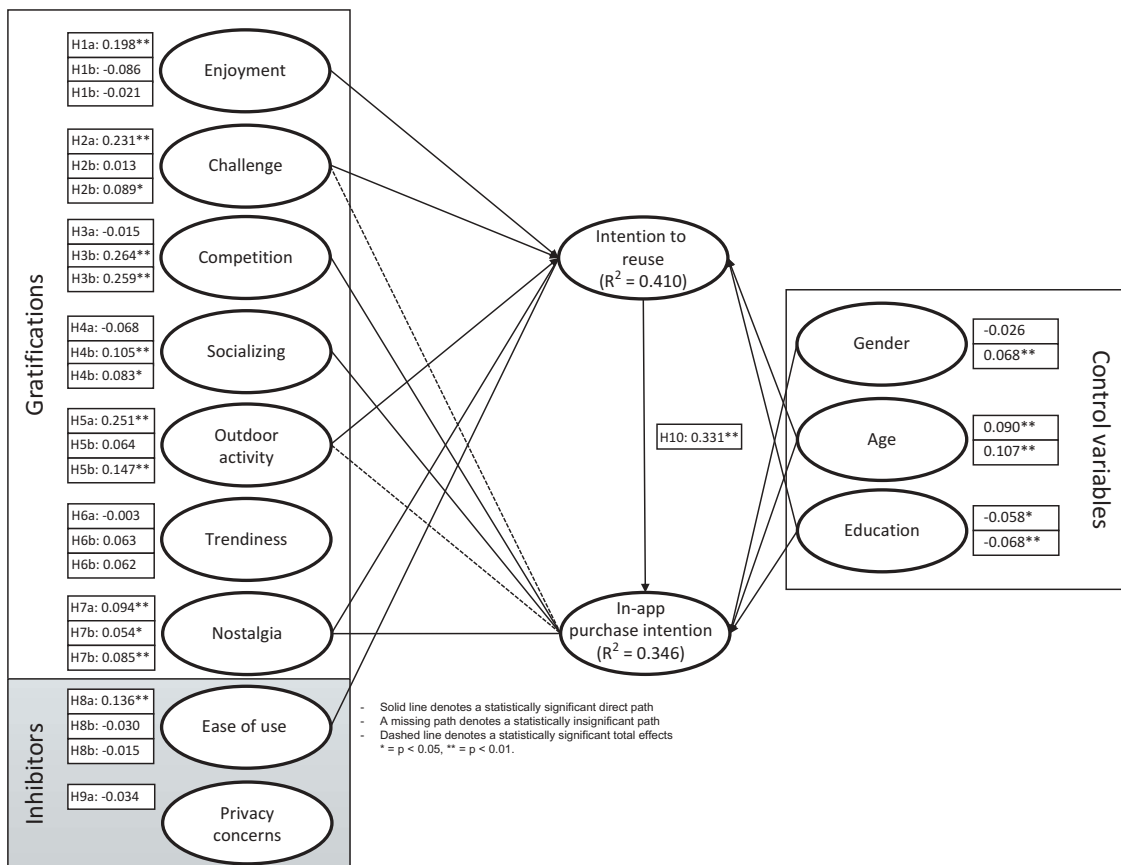 Gratifications
H1a: 0.198**
H1b: -0.086
H1b: -0.021
Enjoyment
H2a: 0.231**
H2b: 0.013
H2b: 0.089*
Challenge
H3a: -0.015
H3b: 0.264**
H3b: 0.259**
Competition
H4a: -0.068
H4b: 0.105**
H4b: 0.083*
Socializing
H5a: 0.251**
H5b: 0.064
H5b: 0.147**
Outdoor
activity
H6a: -0.003
H6b: 0.063
H6b: 0.062
Trendiness
H7a: 0.094**
H7b: 0.054*
H7b: 0.085**
Nostalgia
Inhibitors
H8a: 0.136**
H8b: -0.030
H8b: -0.015
Ease of use
H9a: -0.034
Privacy
concerns
Intention to
reuse
(R² = 0.410)
H10: 0.331**
In-app
purchase intention
(R² = 0.346)
Control variables
Gender
-0.026
0.068**
Age
0.090**
0.107**
Education
-0.058*
-0.068**
- Solid line denotes a statistically significant direct path
- A missing path denotes a statistically insignificant path
- Dashed line denotes a statistically significant total effects
* = p < 0.05, ** = p < 0.01.